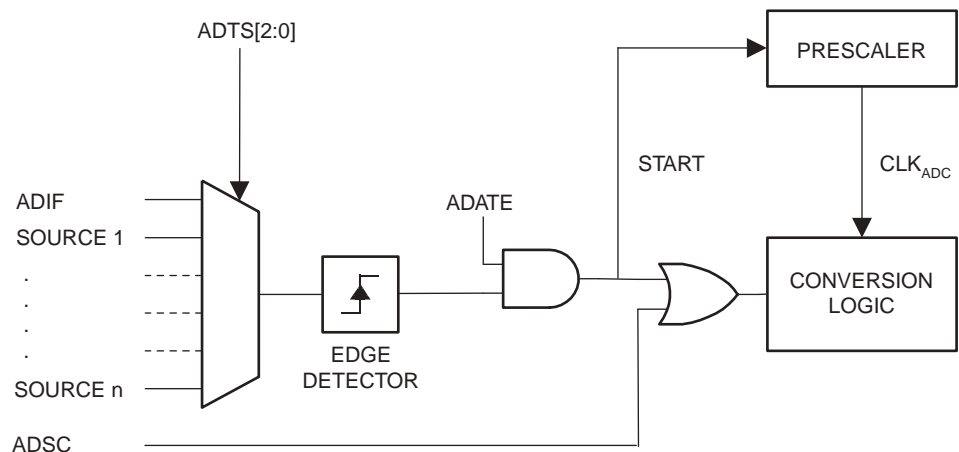 ADTS[2:0]
PRESCALER
START
CLKADC
ADIF
ADATE
SOURCE 1
.
.
.
.
CONVERSION
LOGIC
EDGE
DETECTOR
SOURCE n
ADSC